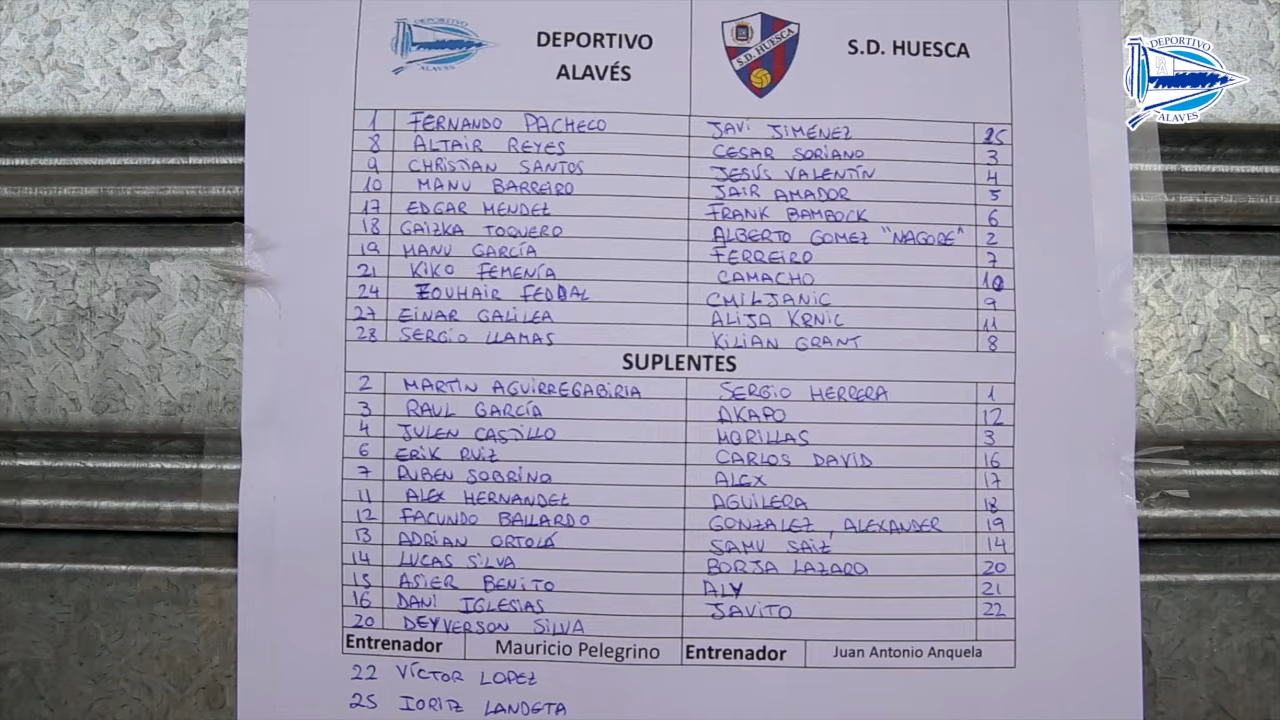 DEPORTIVO ALAVÉS
DEPORTIVO ALAVÉS
S.D. HUESCA
S.D. HUESCA
DEPORTIVO ALAVES
1 FERNANDO PACHECO JAVI JIMÉNEZ 25
8 ALTAIR REYES CESAR SORIANO 3
9 CHRISTIAN SANTOS JESÚS VALENTÍN 4
10 MANU BARREIRO JAIR AMADOR 5
17 EDGAR MENDEZ FRANK BAMBOCK 6
18 GAIZKA TOQUERO ALBERTO GOMEZ "NAGORE" 2
19 MANU GARCÍA FERREIRO 7
21 KIKO FEMENÍA CAMACHO 10
24 ZOUHAIR FEDDAL CMILJANIC 9
27 EINAR GALILEA ALIJA KRNIC 11
28 SERGIO LLAMAS KILIAN GRANT 8
SUPLENTES
2 MARTÍN AGUIRREGABIRIA SERGIO HERRERA 1
3 RAUL GARCÍA AKAPO 12
4 JULEN CASTILLO MORILLAS 3
6 ERIK RUIZ CARLOS DAVID 16
7 RUBEN SOBRINO ALEX 17
11 ALEX HERNANDEZ AGUILERA 18
12 FACUNDO BALLARDO GONZALEZ, ALEXANDER 19
13 ADRIAN ORTOLÁ SAMU SAIZ 14
14 LUCAS SILVA BORJA LAZARO 20
15 ASIER BENITO ALY 21
16 DANI IGLESIAS JAVITO 22
20 DEYVERSON SILVA
Entrenador Mauricio Pelegrino Entrenador Juan Antonio Anquela
22 VÍCTOR LOPEZ
25 IORITZ LANDETA